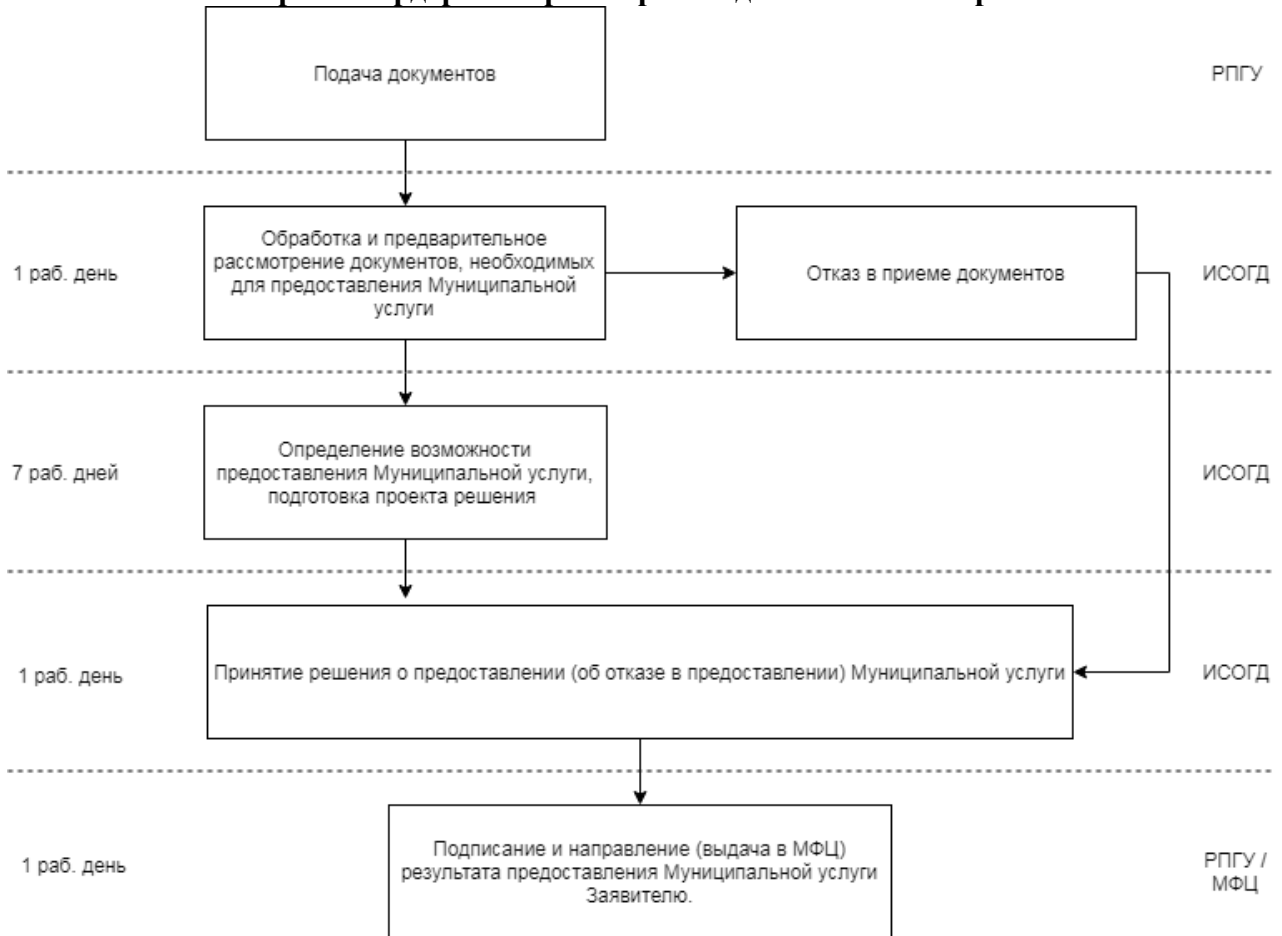 Подача документов
РПГУ
1 раб. день
Обработка и предварительное
рассмотрение документов, необходимых
для предоставления Муниципальной
услуги
Отказ в приеме документов
ИСОГД
7 раб. дней
Определение возможности
предоставления Муниципальной услуги,
подготовка проекта решения
ИСОГД
1 раб. день
Принятие решения о предоставлении (об отказе в предоставлении) Муниципальной услуги
ИСОГД
1 раб. день
Подписание и направление (выдача в МФЦ)
результата предоставления Муниципальной услуги
Заявителю.
РПГУ /
МФЦ